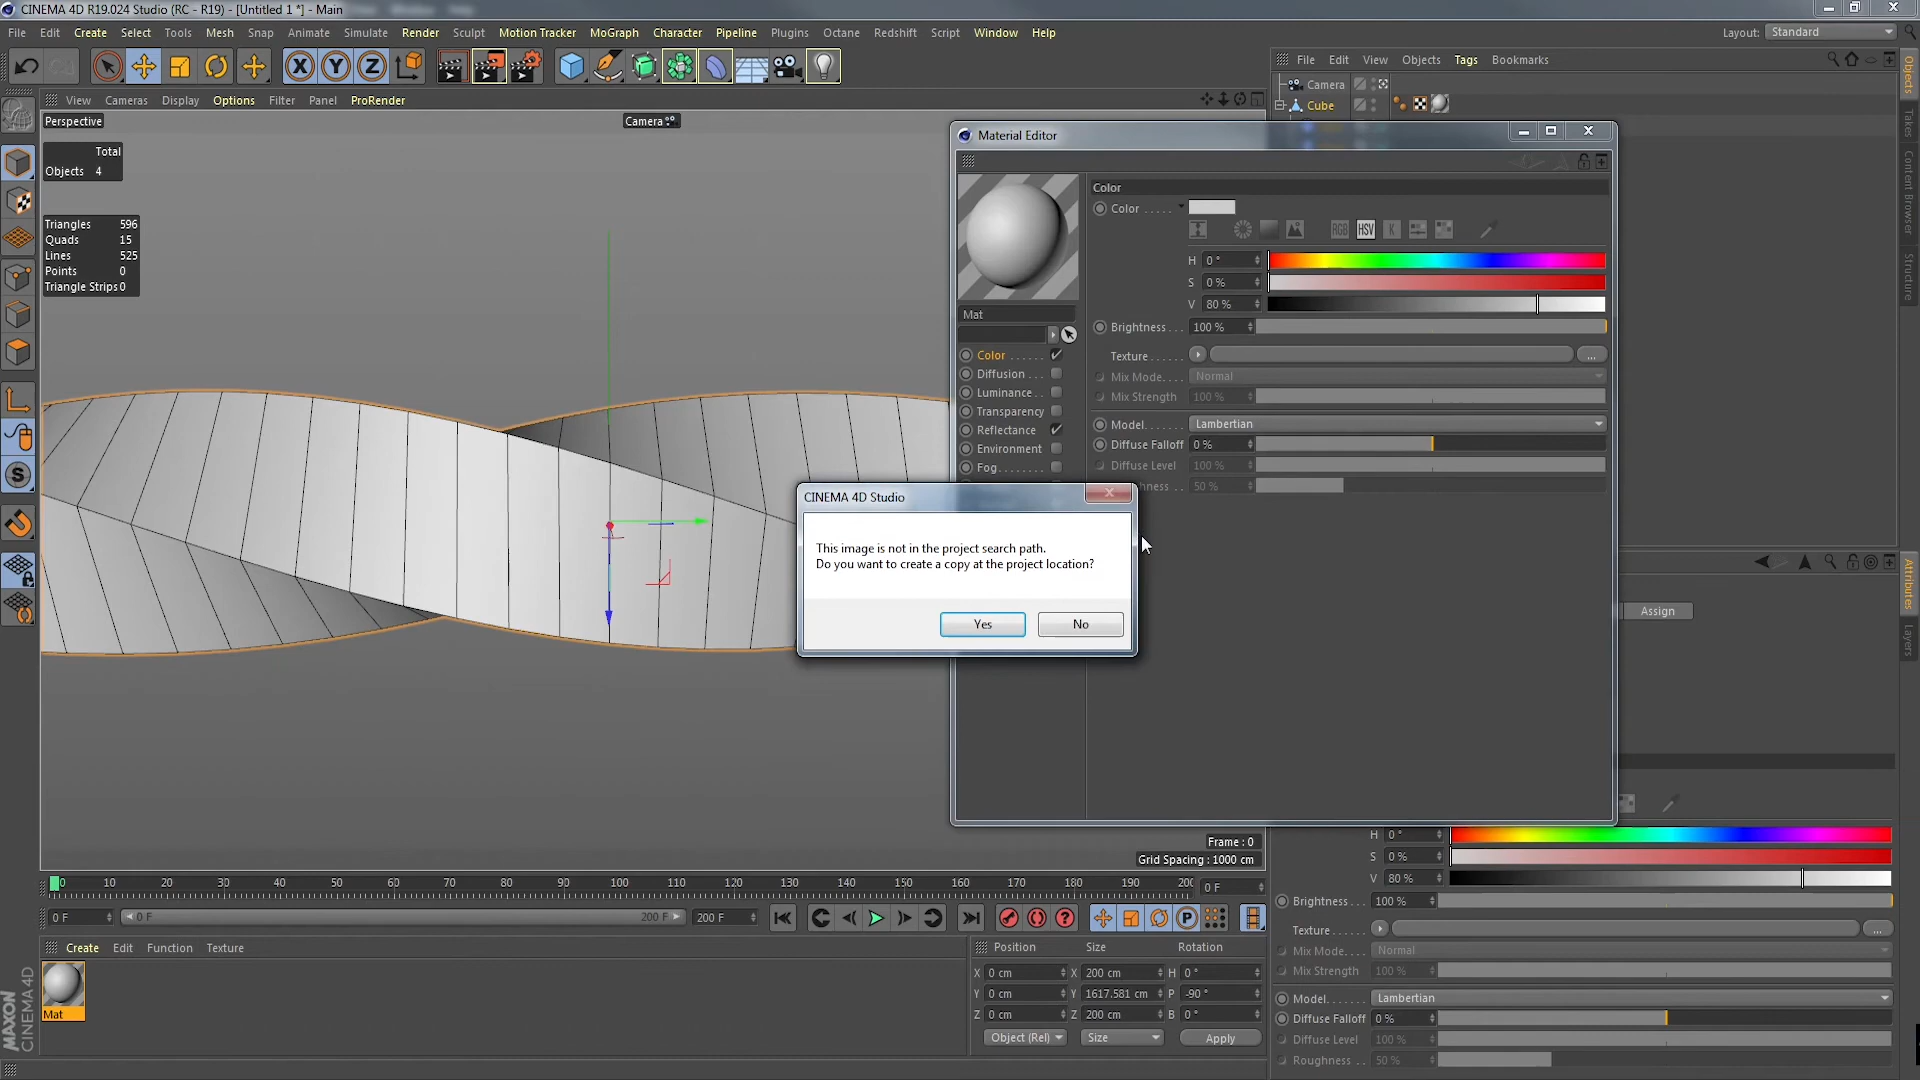 CINEMA 4D R19.024 Studio (RC - R19) - [Untitled 1 *] - Main
File Edit Create Select Tools Mesh Snap Animate Simulate Render Sculpt Motion Tracker MoGraph Character Pipeline Plugins Octane Redshift Script Window Help
Layout: Standard
File Edit View Objects Tags Bookmarks
Camera
Cube
View Cameras Display Options Filter Panel ProRender
Perspective
Camera
Total
Objects 4
Triangles 596
Quads 15
Lines 525
Points 0
Triangle Strips 0
Material Editor
Color
Color .....
RGB HSV K
H 0 °
S 0 %
V 80 %
Mat
Brightness... 100 %
Texture...... ...
Mix Mode.... Normal
Mix Strength 100 %
Model....... Lambertian
Diffuse Falloff 0 %
Diffuse Level 100 %
hness .. 50 %
Color ......
Diffusion ...
Luminance..
Transparency
Reflectance
Environment
Fog........
CINEMA 4D Studio
This image is not in the project search path.
Do you want to create a copy at the project location?
Yes No
Assign
Objects
Takes
Content Browser
Structure
Attributes
Layers
Frame : 0
Grid Spacing : 1000 cm
0 10 20 30 40 50 60 70 80 90 100 110 120 130 140 150 160 170 180 190 200 0 F
0 F 0 F 200 F 200 F
Create Edit Function Texture
Mat
MAXON
CINEMA 4D
Position Size Rotation
X 0 cm X 200 cm H 0 °
Y 0 cm Y 1617.581 cm P -90 °
Z 0 cm Z 200 cm B 0 °
Object (Rel) Size Apply
H 0 °
S 0 %
V 80 %
Brightness... 100 %
Texture...... ...
Mix Mode.... Normal
Mix Strength 100 %
Model....... Lambertian
Diffuse Falloff 0 %
Diffuse Level 100 %
Roughness .. 50 %